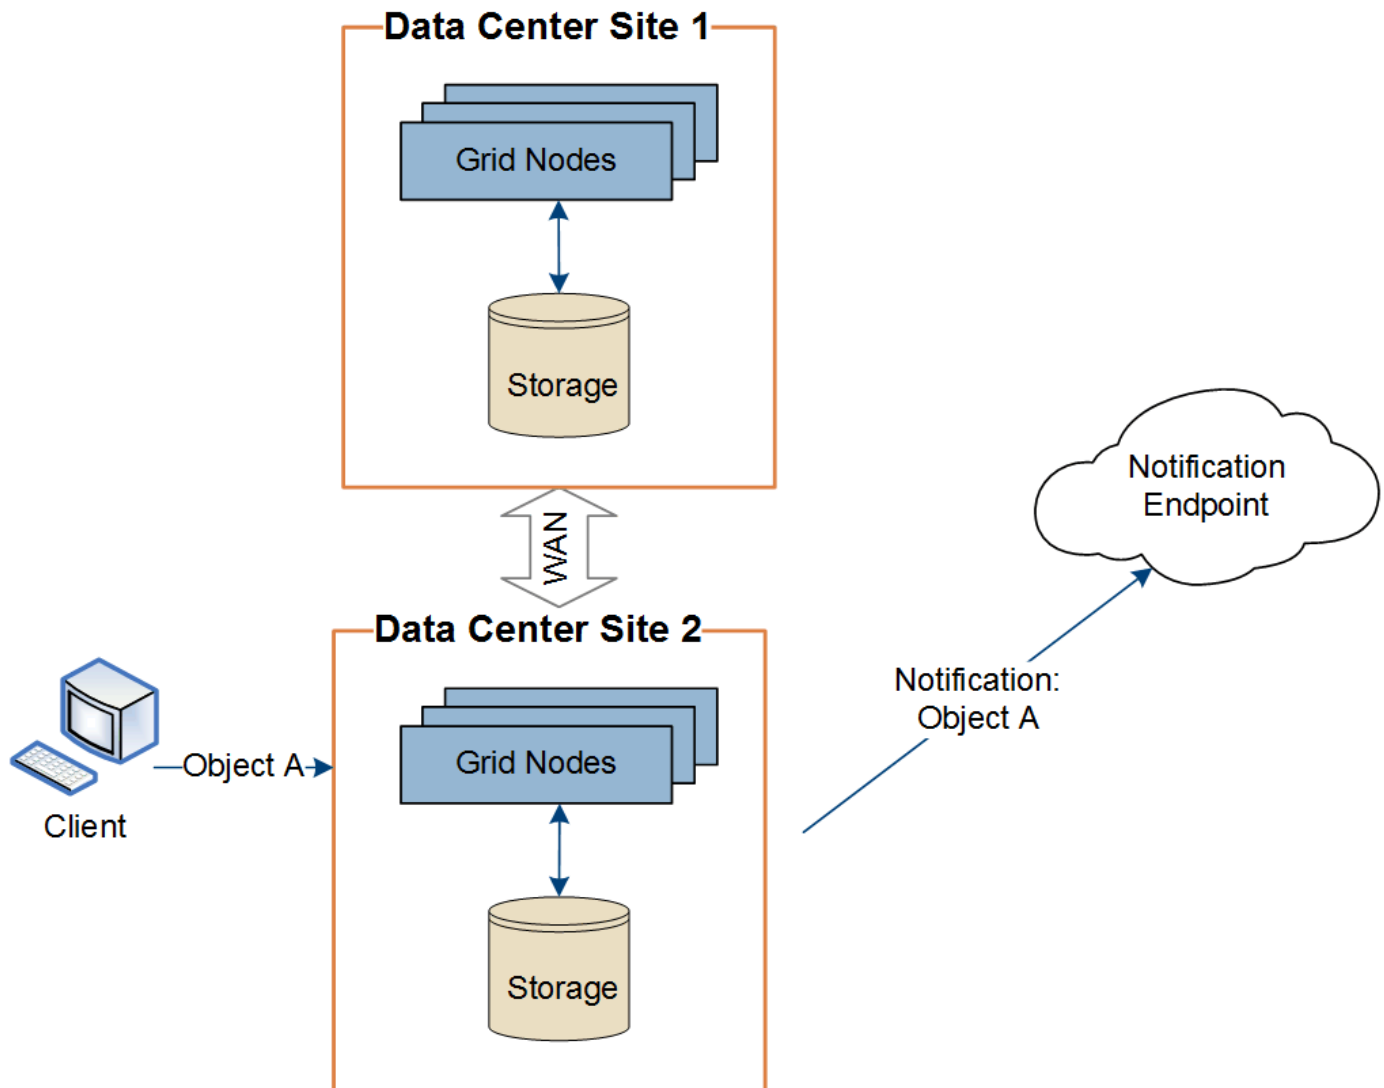 Data Center Site 1
Grid Nodes
Storage
Notification
Endpoint
WAN
Data Center Site 2
Notification:
Object A
Grid Nodes
Object A
Client
Storage